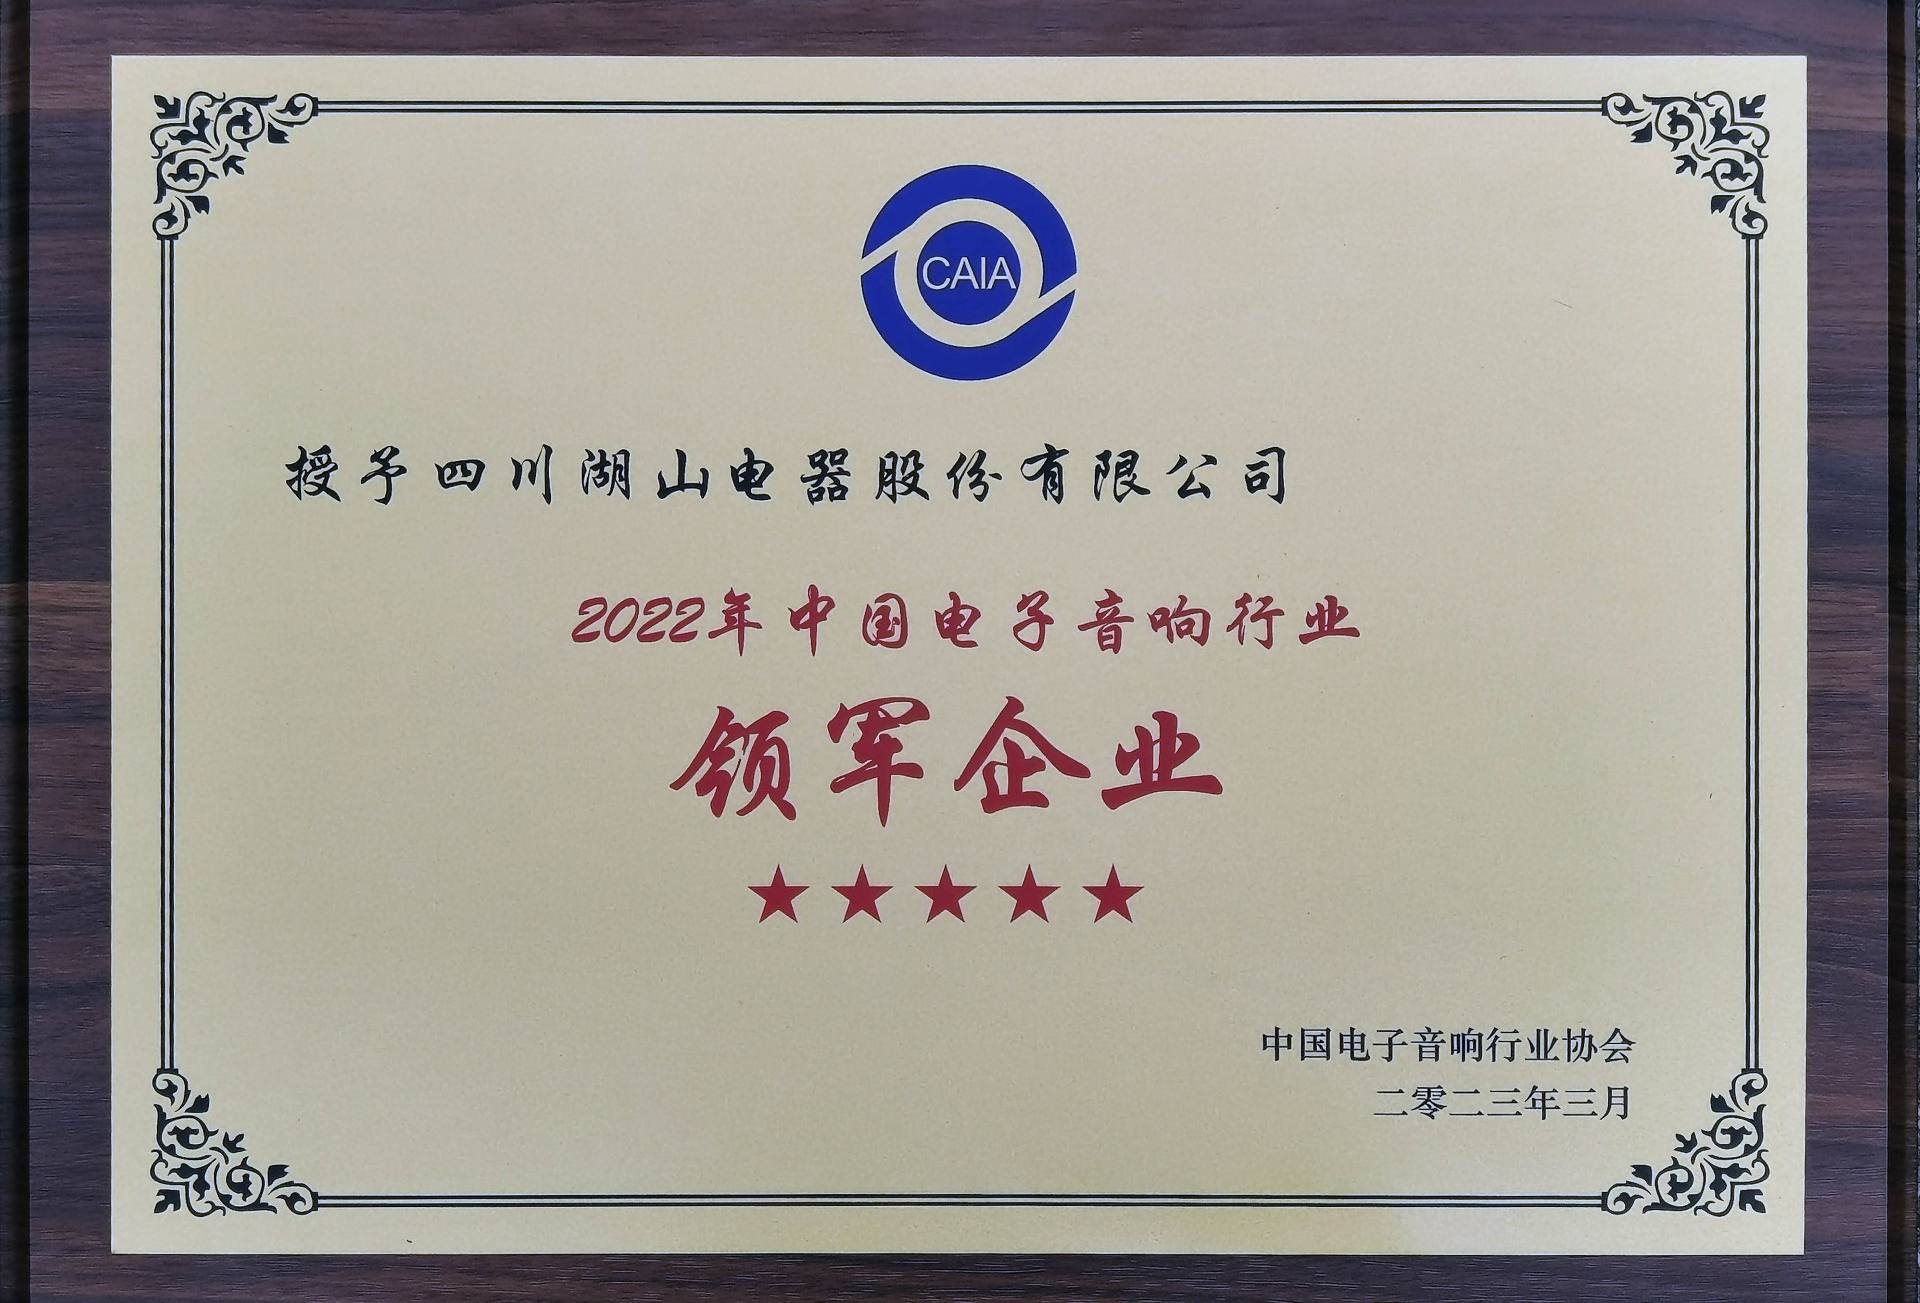 CAIA
授予四川湖山电器股份有限公司
2022年中国电子音响行业
领军企业
★★★★★
中国电子音响行业协会
二零二三年三月